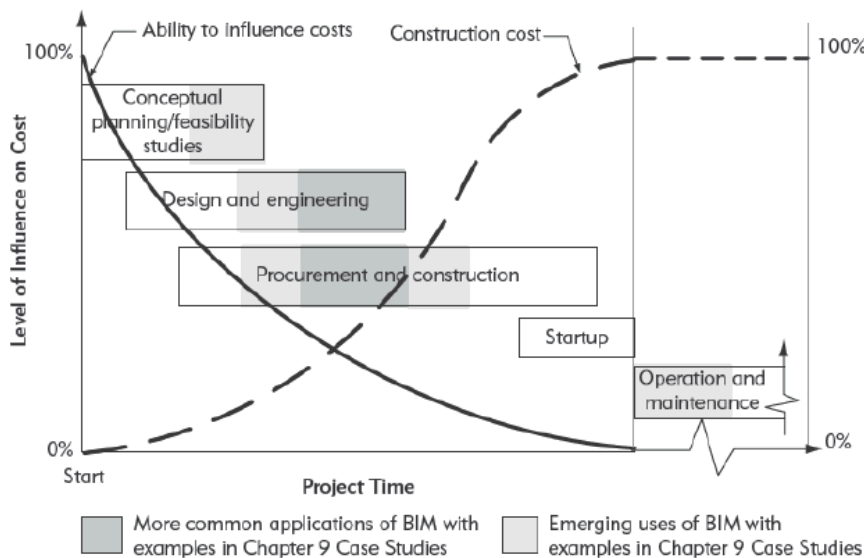 Ability to influence costs
Construction cost
100%
100%
Conceptual
planning/feasibility
studies
Design and engineering
Procurement and construction
Startup
Operation and
maintenance
Level of Influence on Cost
0%
0%
Start
Project Time
More common applications of BIM with
examples in Chapter 9 Case Studies
Emerging uses of BIM with
examples in Chapter 9 Case Studies